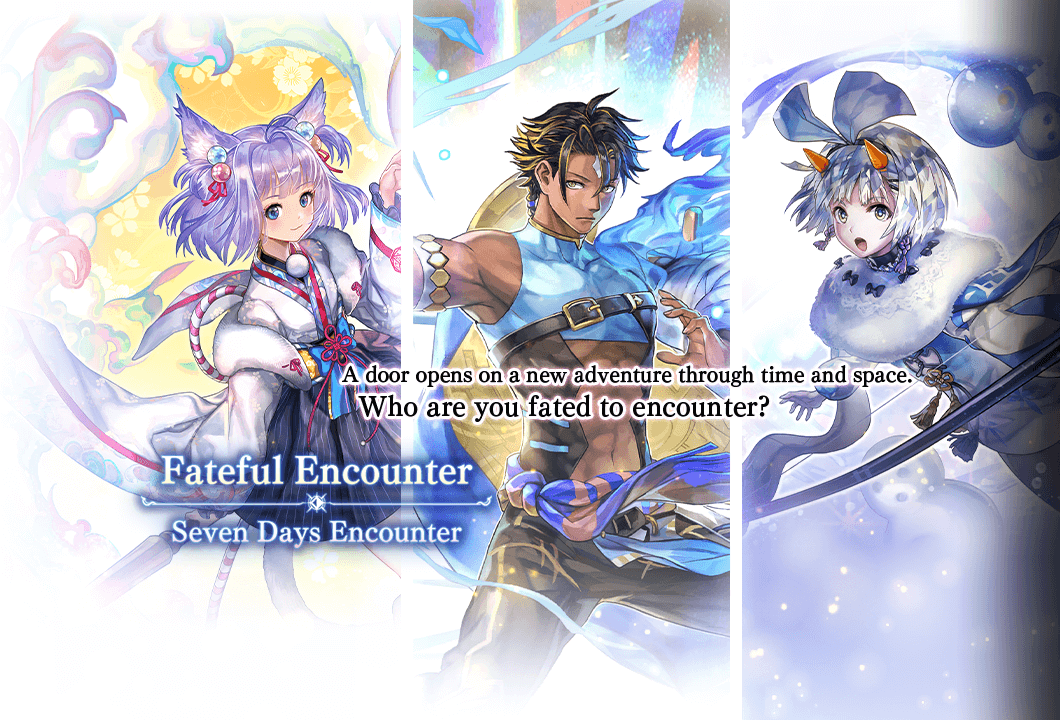 A door opens on a new adventure through time and space.
Who are you fated to encounter?
Fateful Encounter
Seven Days Encounter